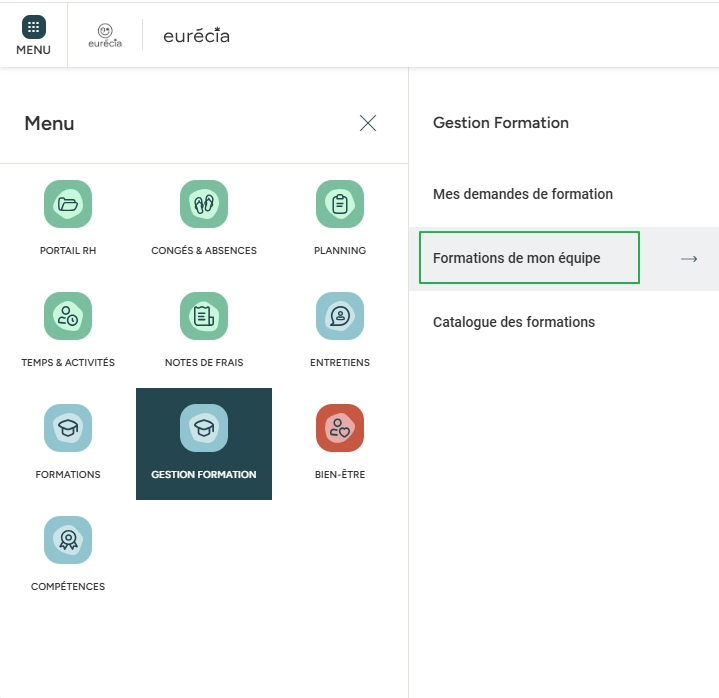 MENU
eurécia
eurécia
Menu
PORTAIL RH
CONGÉS & ABSENCES
PLANNING
TEMPS & ACTIVITÉS
NOTES DE FRAIS
ENTRETIENS
FORMATIONS
GESTION FORMATION
BIEN-ÊTRE
COMPÉTENCES
Gestion Formation
Mes demandes de formation
Formations de mon équipe
Catalogue des formations